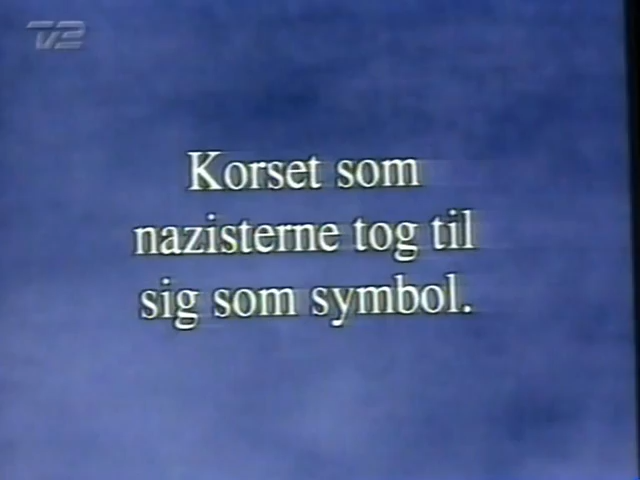 TV2
Korset som
nazisterne tog til
sig som symbol.